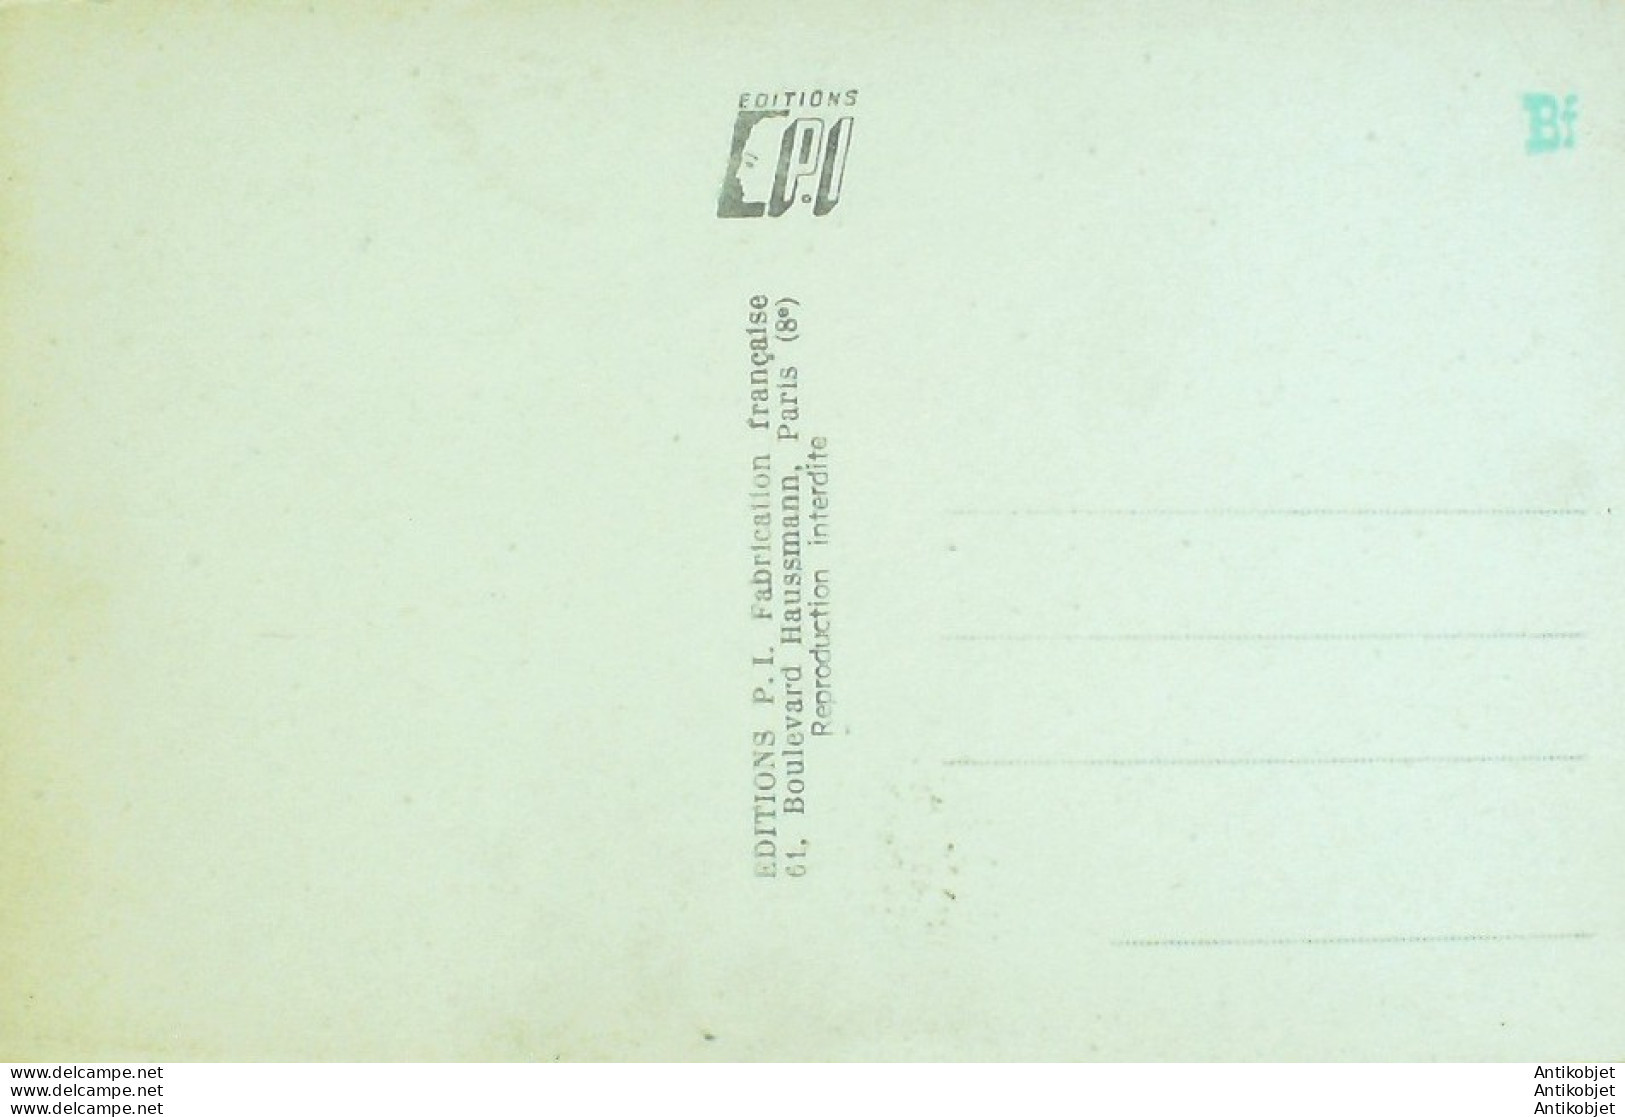 EDITIONS
P.I
Bf
EDITIONS P. I. Fabrication française
61, Boulevard Haussmann, Paris (8e)
Reproduction interdite
www.delcampe.net
www.delcampe.net
www.delcampe.net
Antikobjet
Antikobjet
Antikobjet